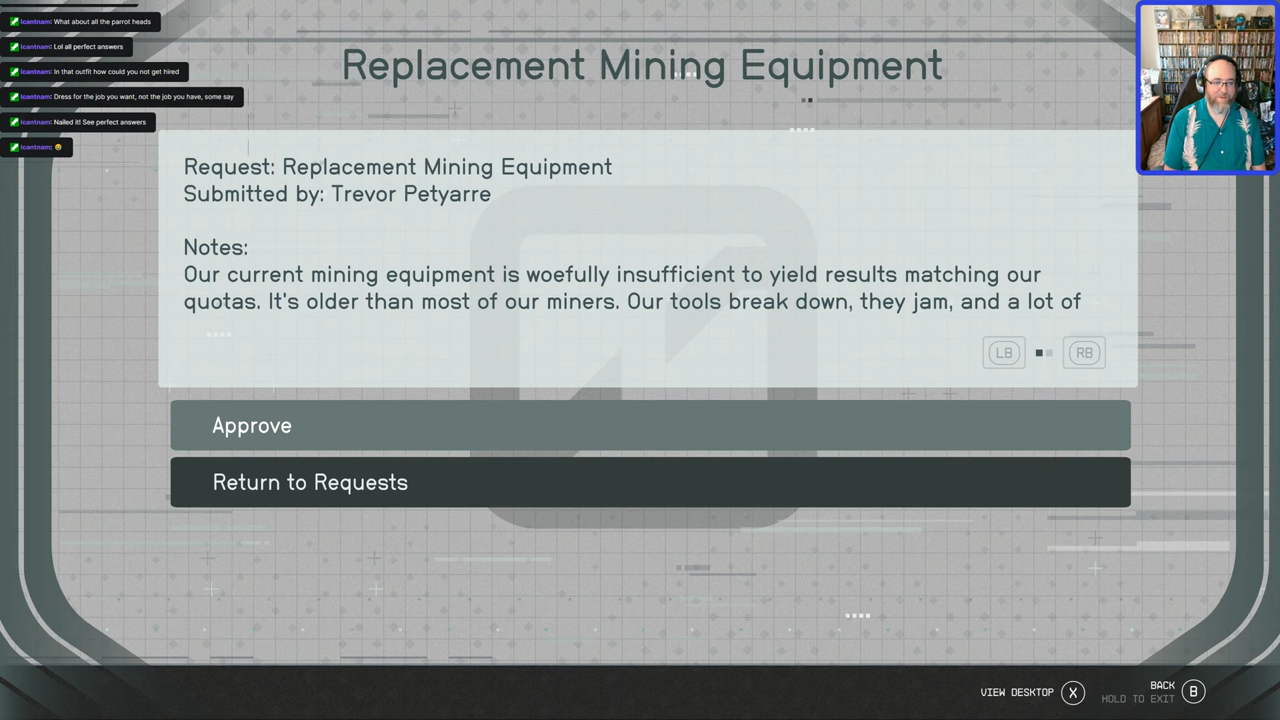 Icantnam: What about all the parrot heads
Icantnam: Lol all perfect answers
Icantnam: In that outfit how could you not get hired
Icantnam: Dress for the job you want, not the job you have, some say
Icantnam: Nailed it! See perfect answers
Icantnam:
Replacement Mining Equipment
Request: Replacement Mining Equipment
Submitted by: Trevor Petyarre
Notes:
Our current mining equipment is woefully insufficient to yield results matching our
quotas. It's older than most of our miners. Our tools break down, they jam, and a lot of
LB RB
Approve
Return to Requests
VIEW DESKTOP X
BACK B
HOLD TO EXIT